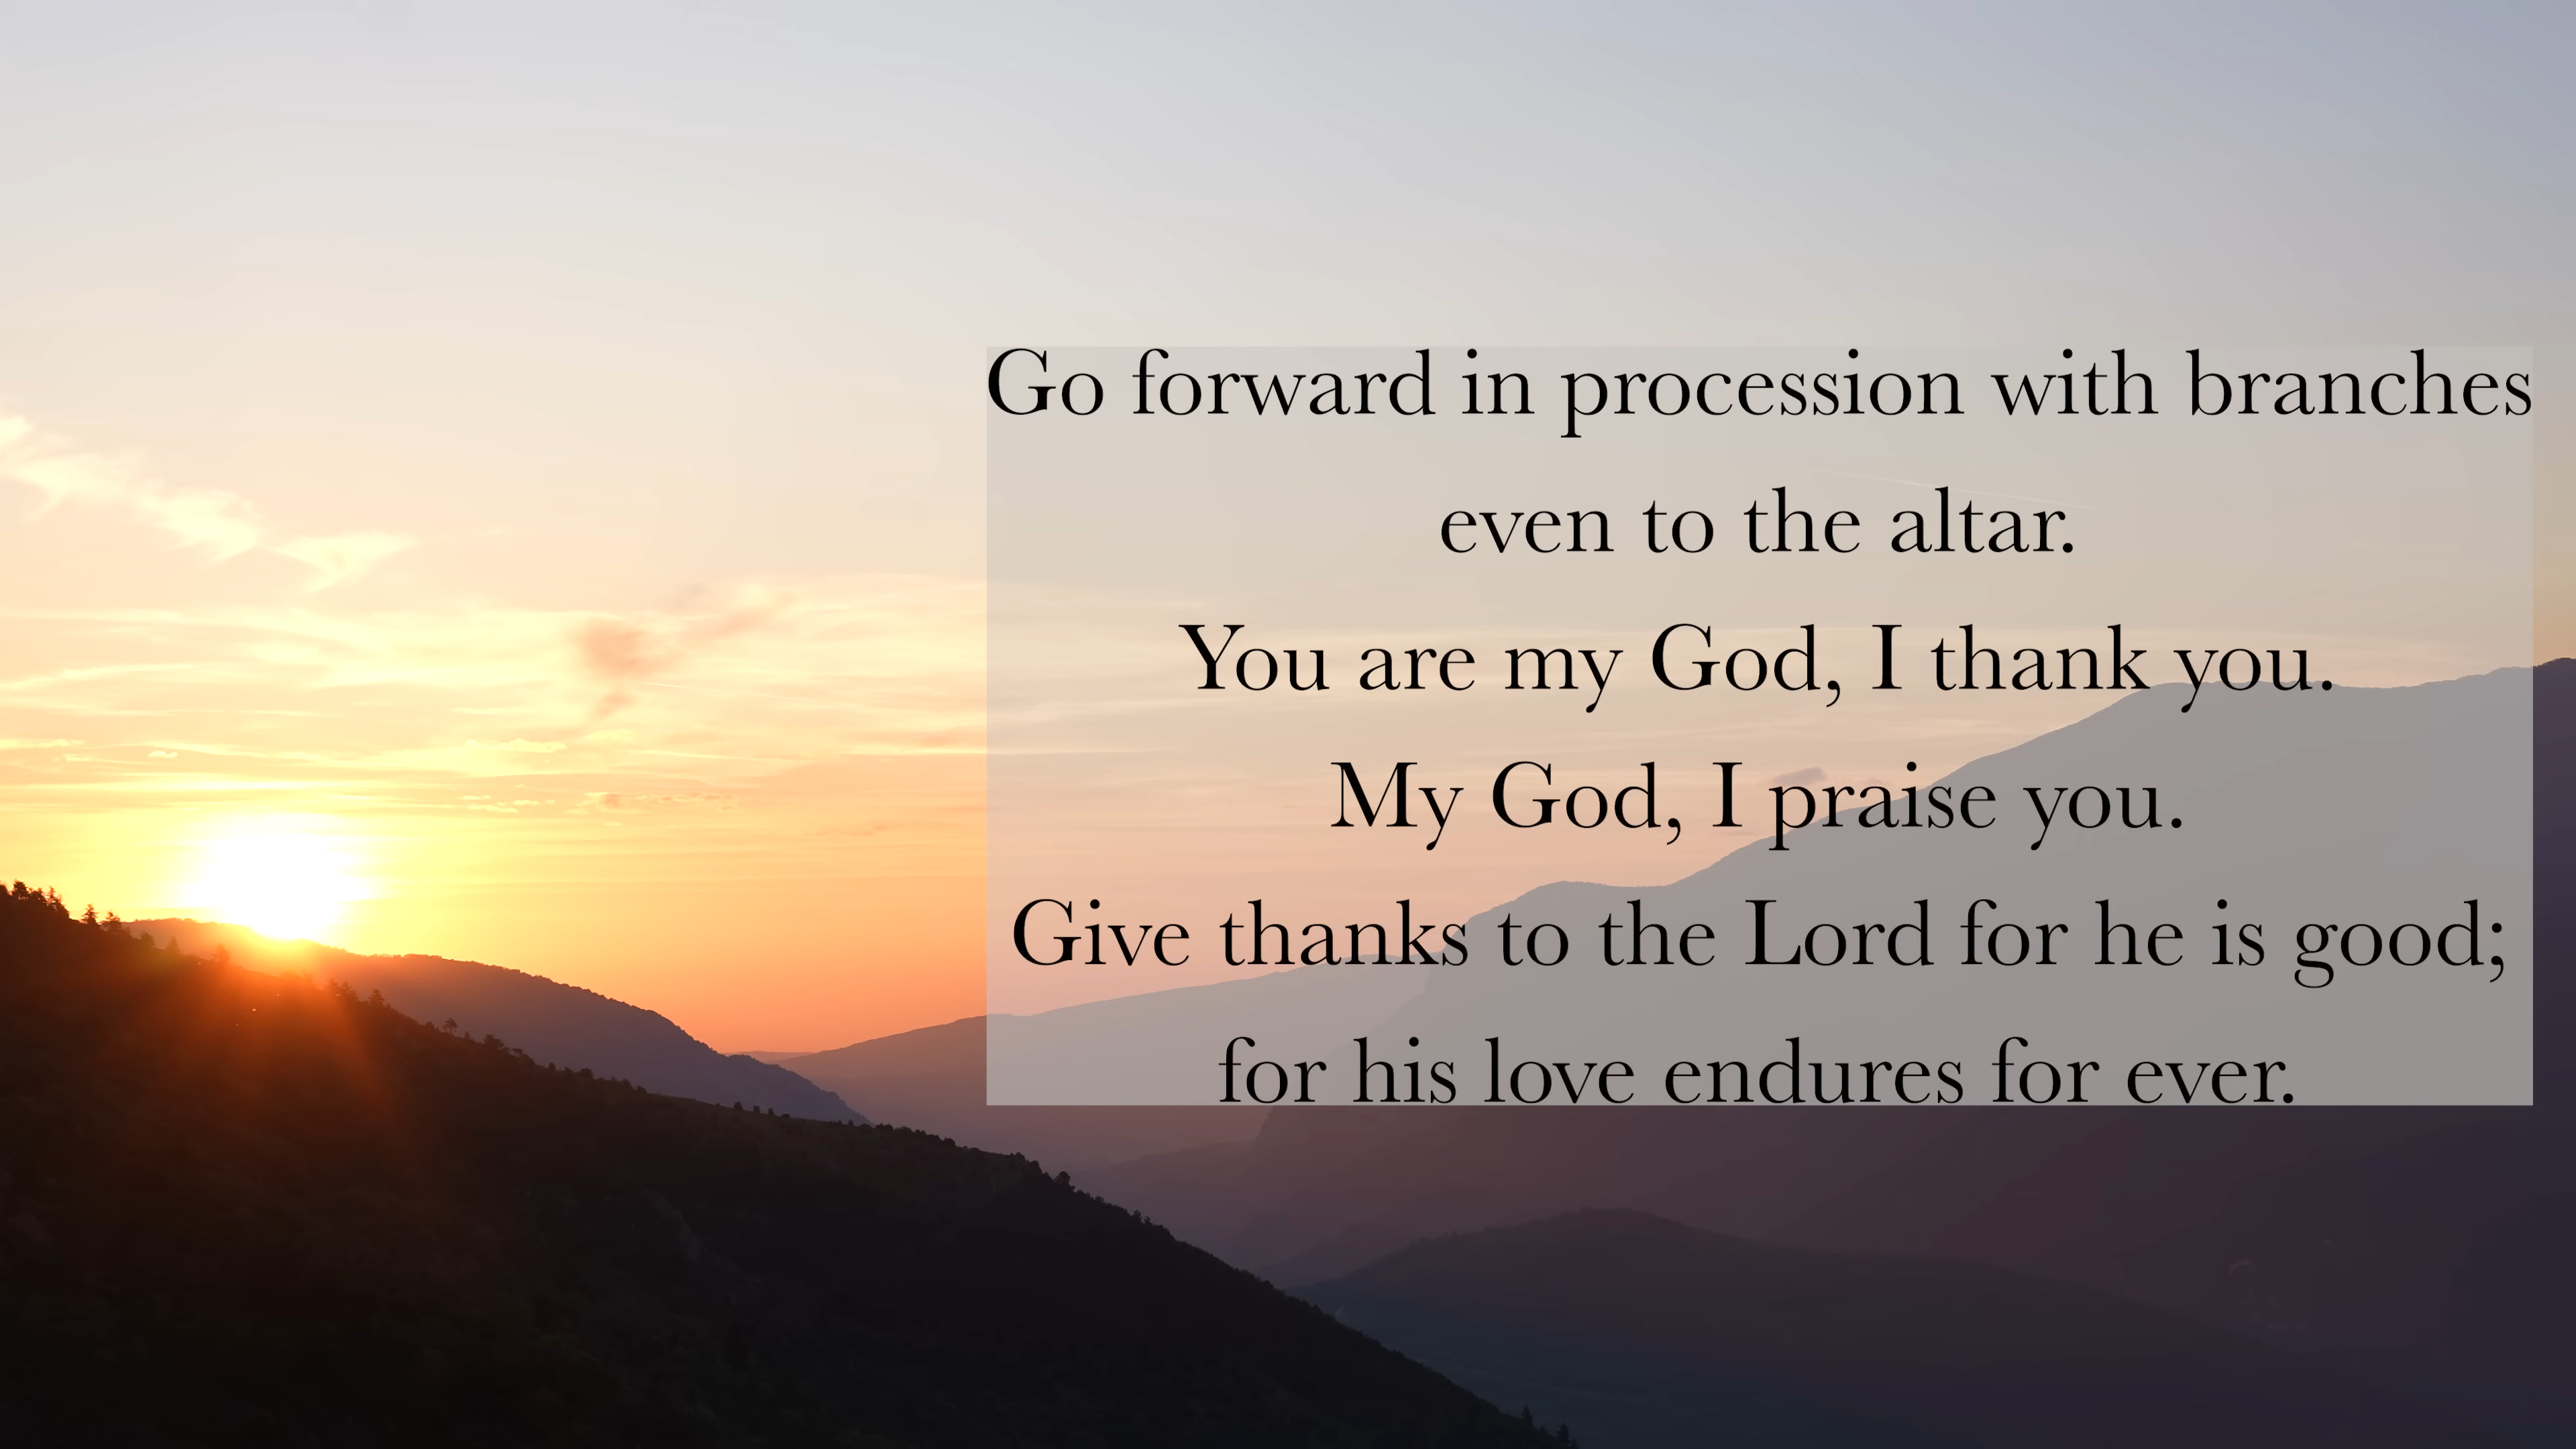 Go forward in procession with branches
even to the altar.
You are my God, I thank you.
My God, I praise you.
Give thanks to the Lord for he is good;
for his love endures for ever.